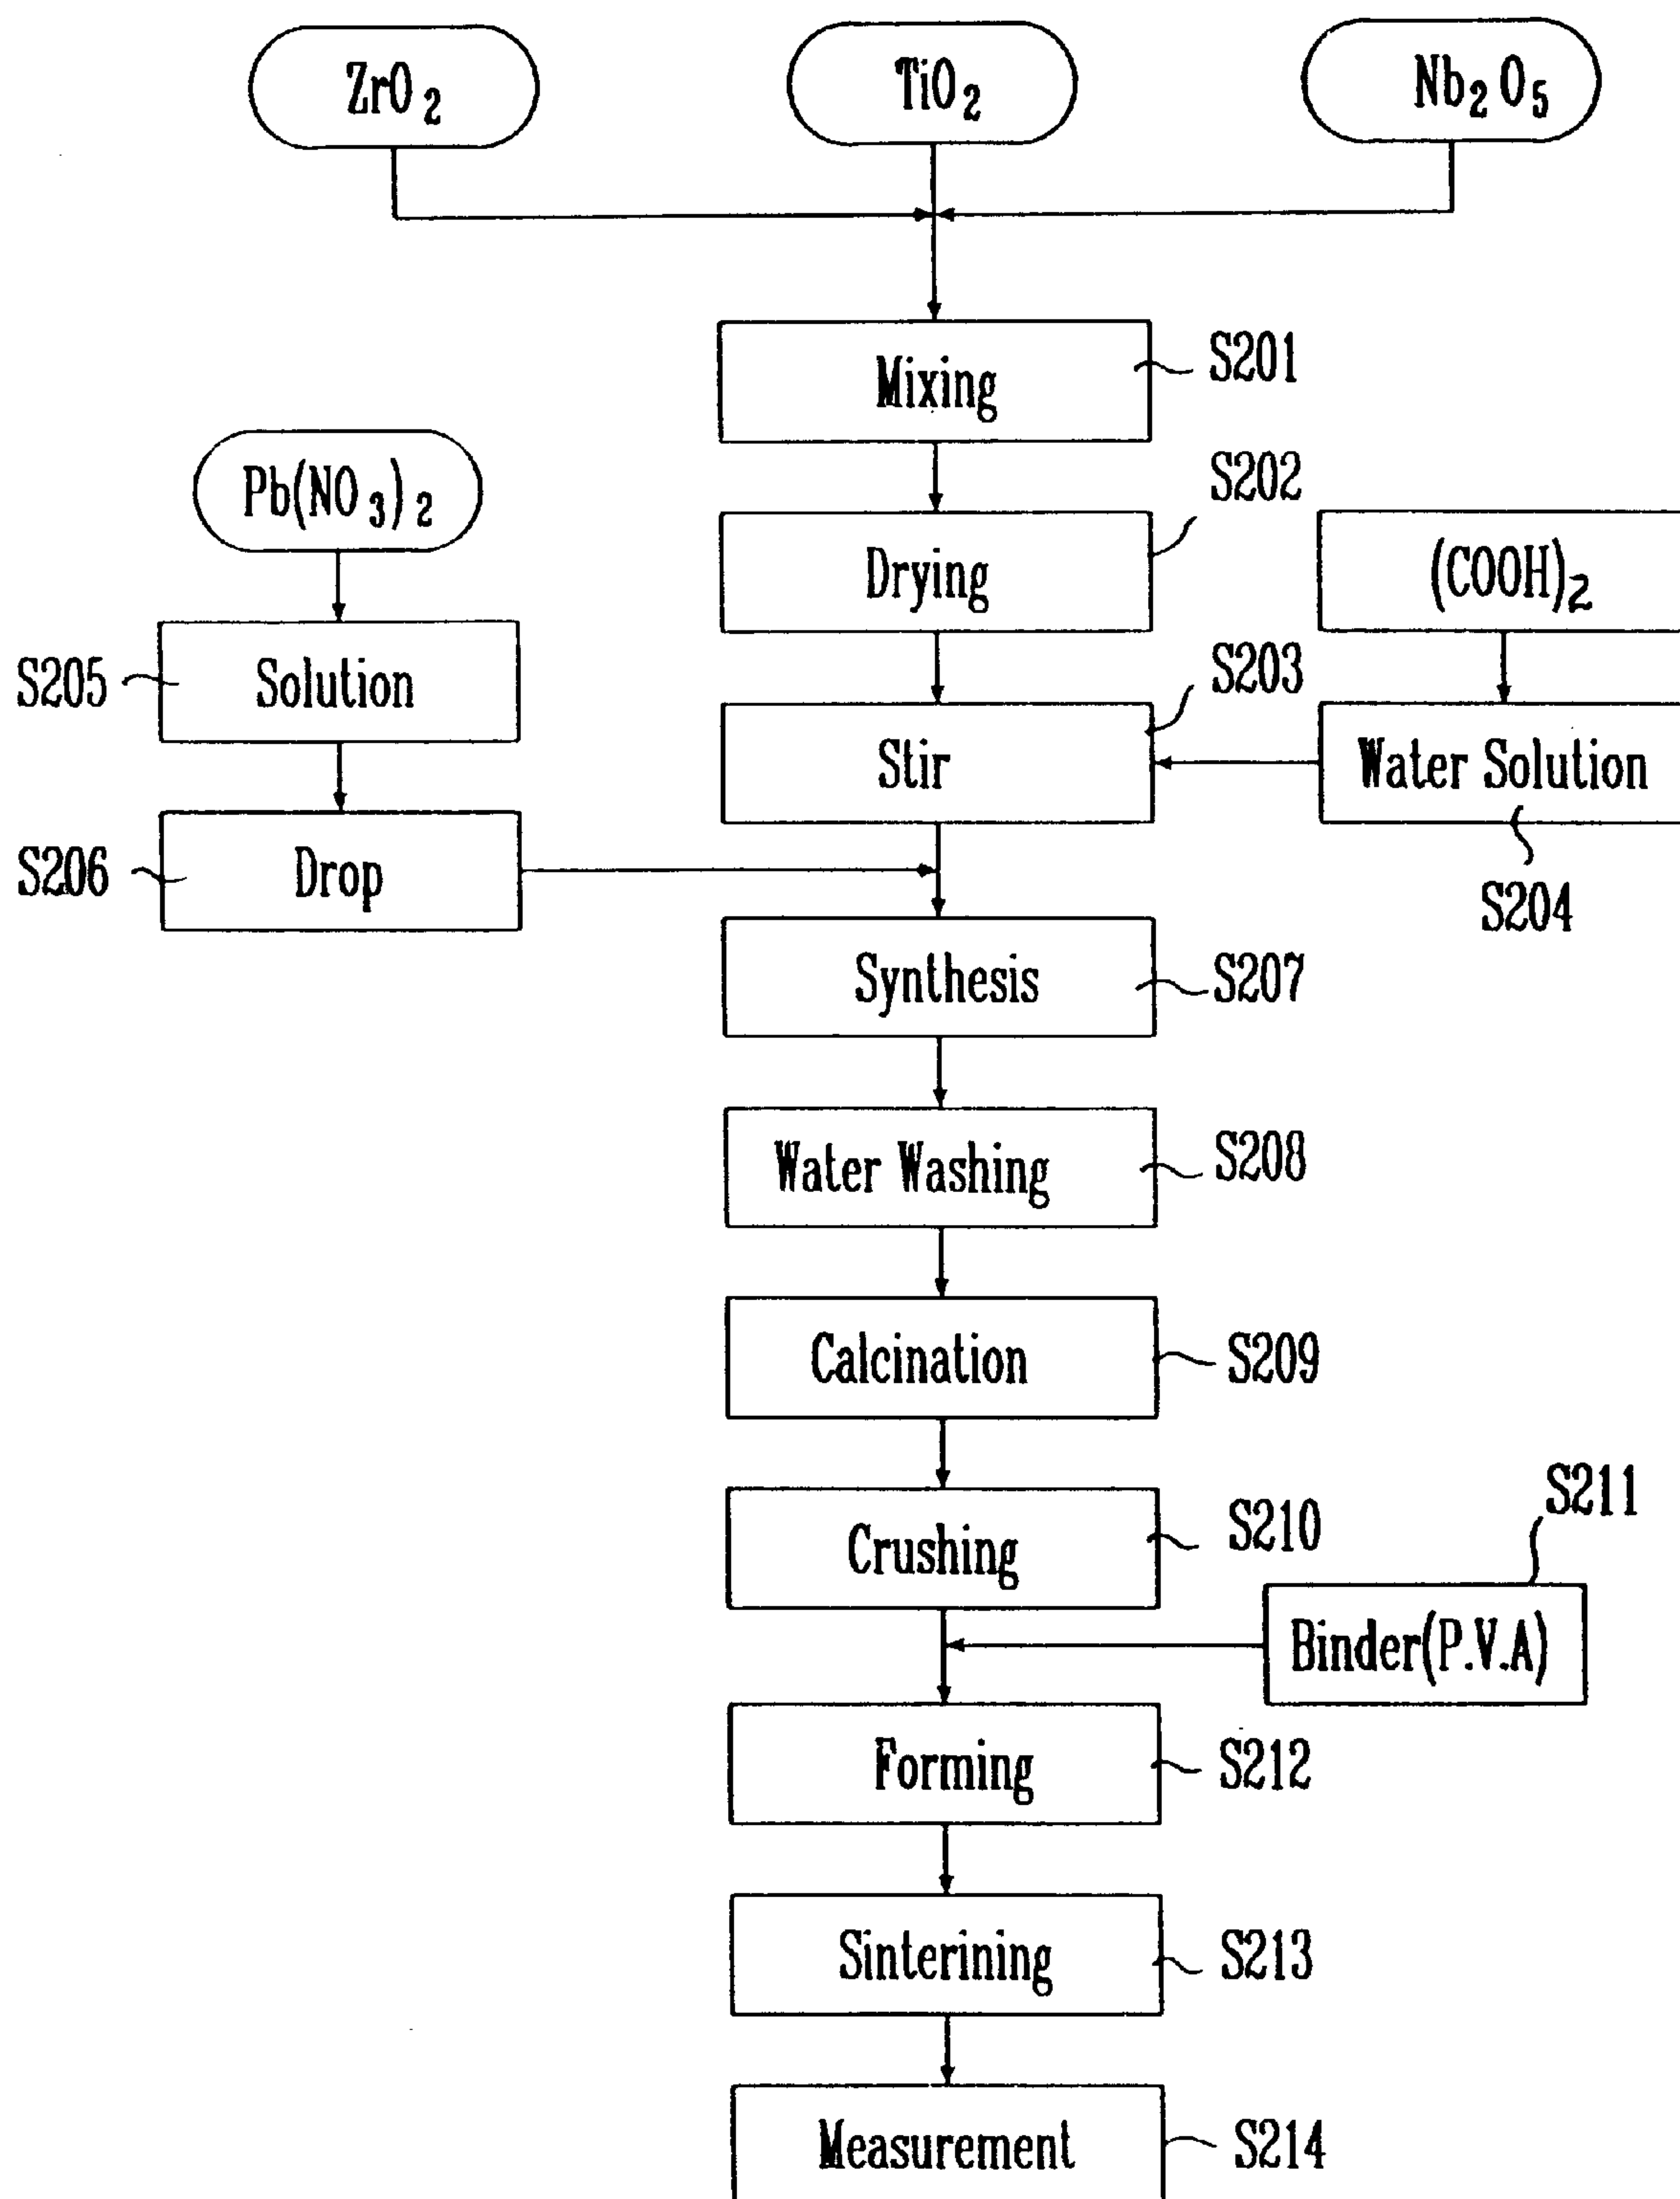 ZrO₂
TiO₂
Nb₂O₅
Mixing
S201
Pb(NO₃)₂
S202
Drying
(COOH)₂
S205
Solution
S203
Stir
Water Solution
S206
Drop
S204
Synthesis
S207
Water Washing
S208
Calcination
S209
Crushing
S210
S211
Binder(P.V.A)
Forming
S212
Sinterining
S213
Measurement
S214